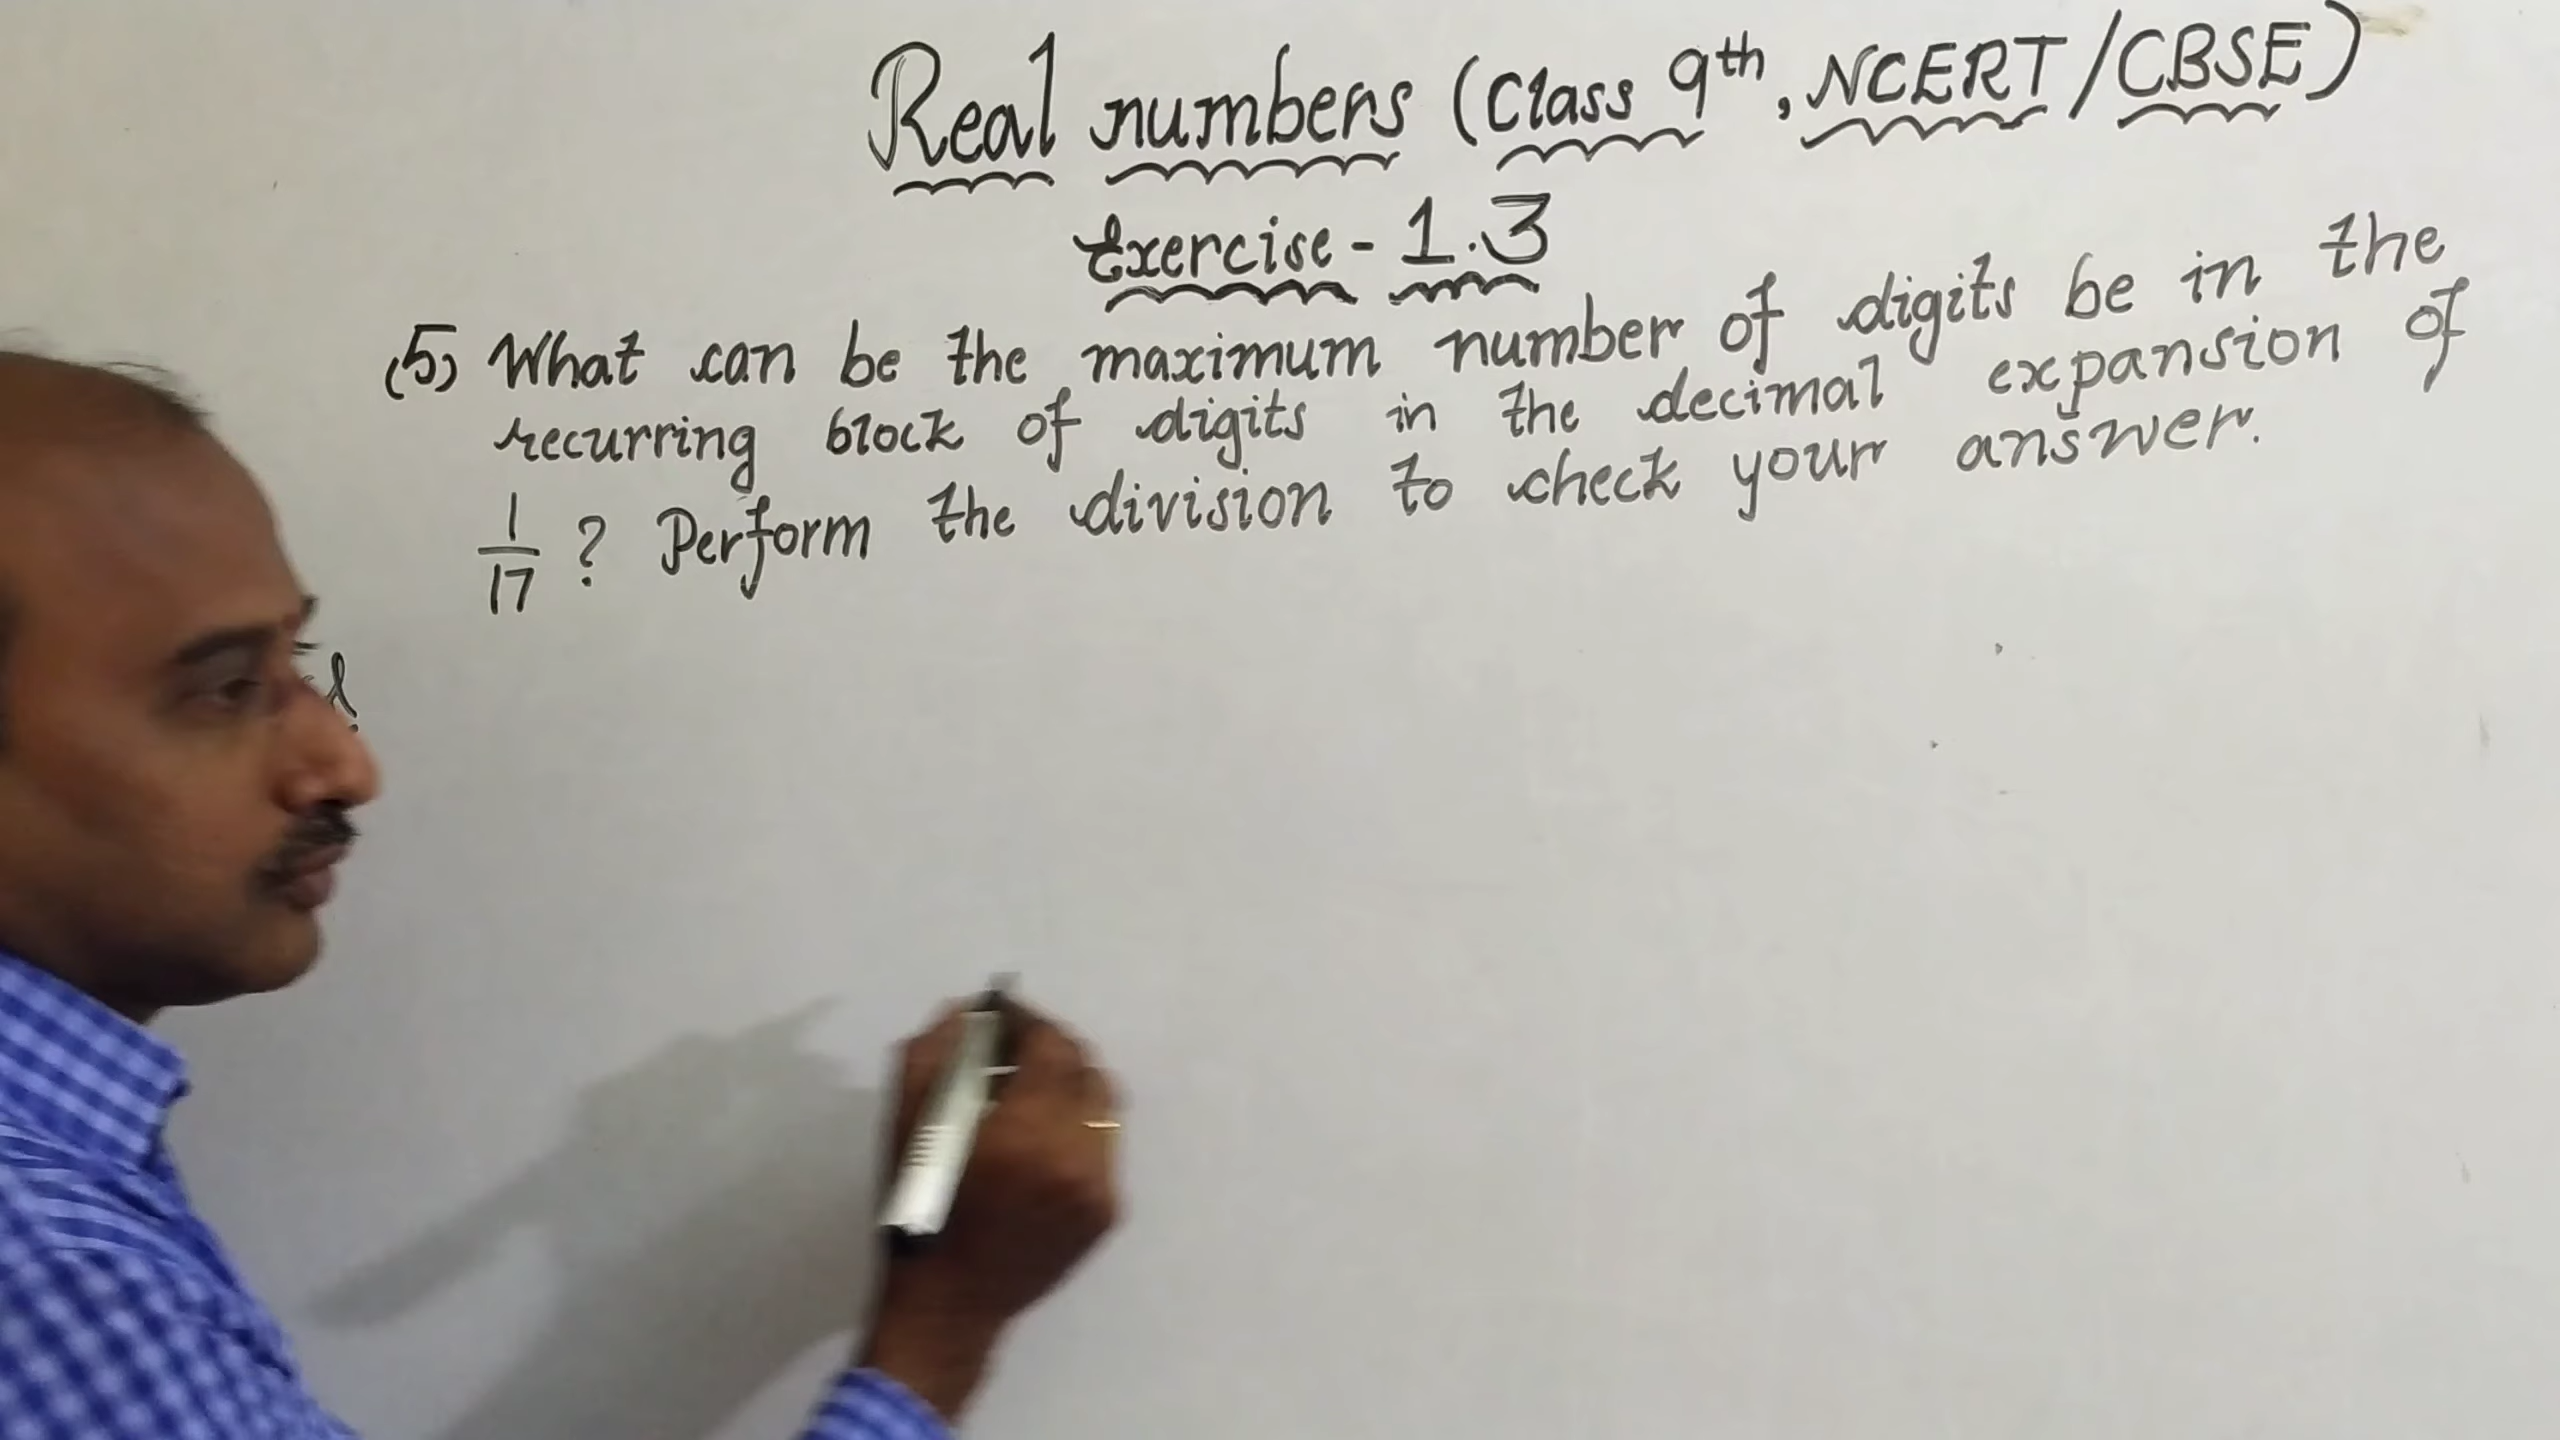 Real numbers (Class 9th, NCERT/CBSE)
Exercise - 1.3
(5) What can be the maximum number of digits be in the
recurring block of digits in the decimal expansion of
1/17 ? Perform the division to check your answer.